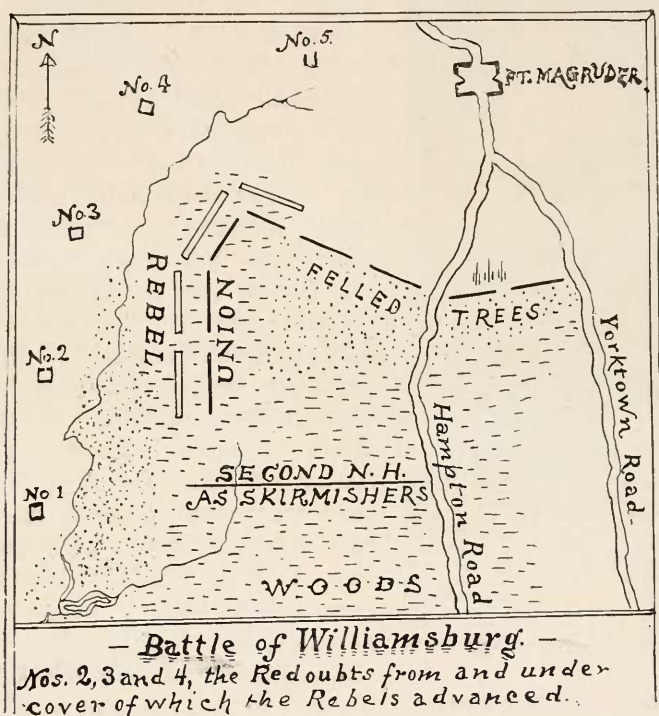 N
No. 5.
No. 4
FT. MAGRUDER.
No. 3
REBEL
UNION
FELLED
TREES
No. 2
Yorktown Road.
Hampton Road
SECOND N. H.
AS SKIRMISHERS
No 1
WOODS
– Battle of Williamsburg. –
Nos. 2, 3 and 4, the Redoubts from and under
cover of which the Rebels advanced.